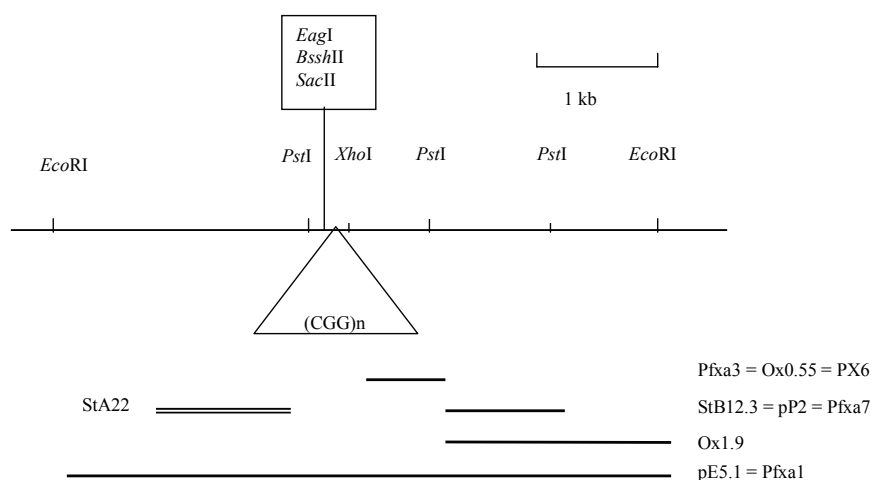 EagI
BsshII
SacII
1 kb
EcoRI
PstI
XhoI
PstI
PstI
EcoRI
(CGG)n
Pfxa3 = Ox0.55 = PX6
StA22
StB12.3 = pP2 = Pfxa7
Ox1.9
pE5.1 = Pfxa1